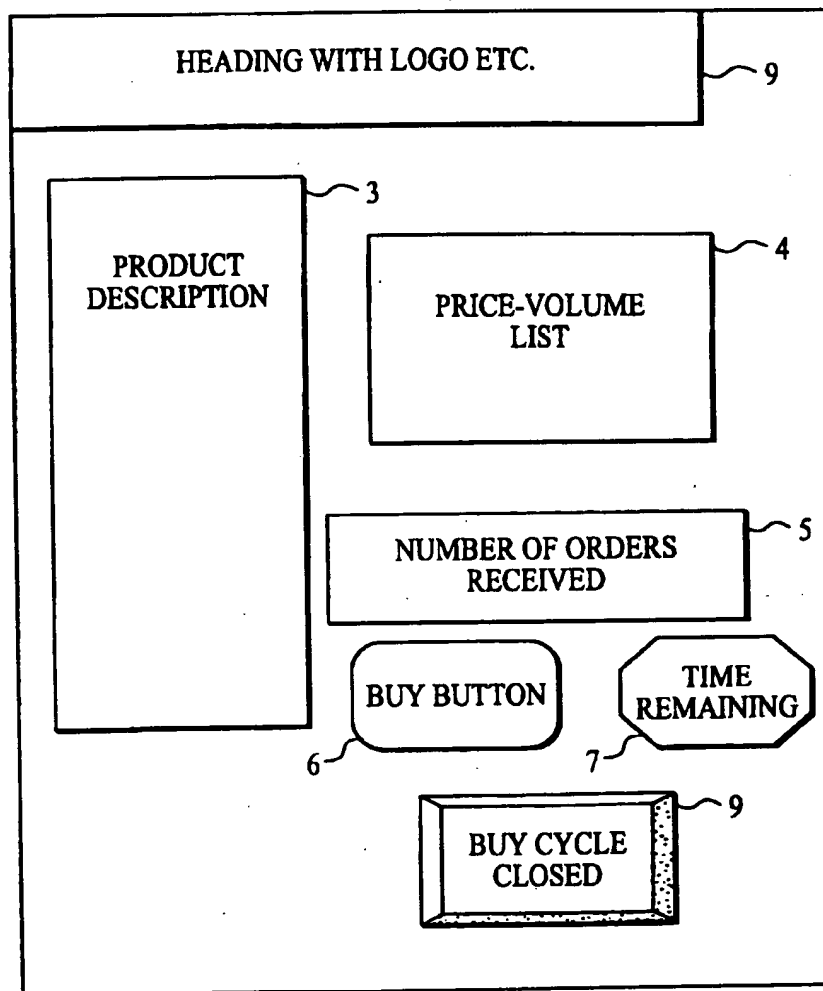 HEADING WITH LOGO ETC.
9
3
PRODUCT
DESCRIPTION
4
PRICE-VOLUME
LIST
5
NUMBER OF ORDERS
RECEIVED
BUY BUTTON
6
TIME
REMAINING
7
9
BUY CYCLE
CLOSED